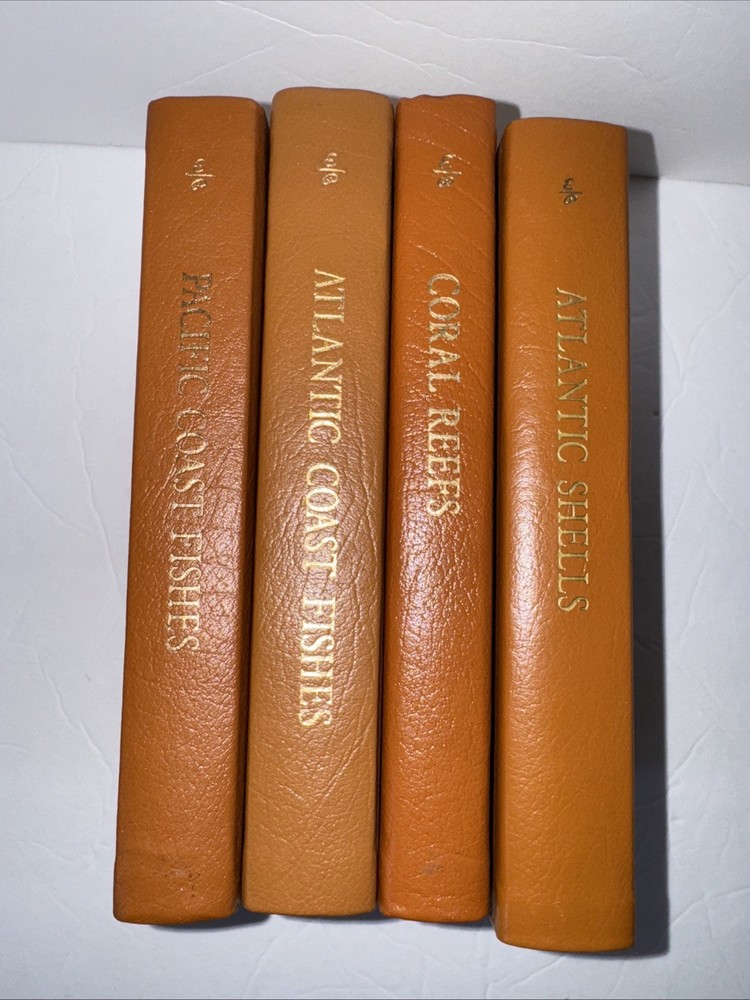 PACIFIC COAST FISHES
ATLANTIC COAST FISHES
CORAL REEFS
ATLANTIC SHELLS